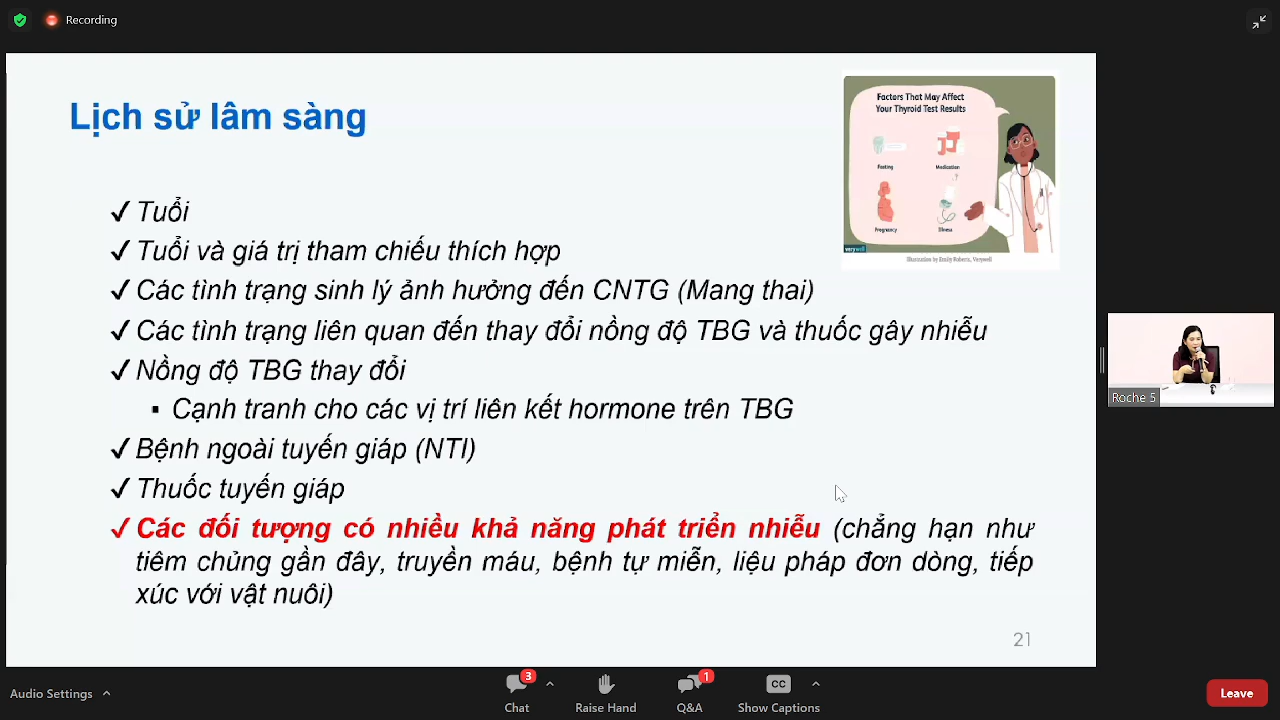 Recording
Lịch sử lâm sàng
Factors That May Affect
Your Thyroid Test Results
Fasting
Medication
Pregnancy
Illness
verywell
Illustration by Emily Roberts, Verywell
✓ Tuổi
✓ Tuổi và giá trị tham chiếu thích hợp
✓ Các tình trạng sinh lý ảnh hưởng đến CNTG (Mang thai)
✓ Các tình trạng liên quan đến thay đổi nồng độ TBG và thuốc gây nhiễu
✓ Nồng độ TBG thay đổi
▪ Cạnh tranh cho các vị trí liên kết hormone trên TBG
✓ Bệnh ngoài tuyến giáp (NTI)
✓ Thuốc tuyến giáp
✓ Các đối tượng có nhiều khả năng phát triển nhiễu (chẳng hạn như
tiêm chủng gần đây, truyền máu, bệnh tự miễn, liệu pháp đơn dòng, tiếp
xúc với vật nuôi)
21
Roche 5
Audio Settings
3
Chat
Raise Hand
1
Q&A
CC
Show Captions
Leave